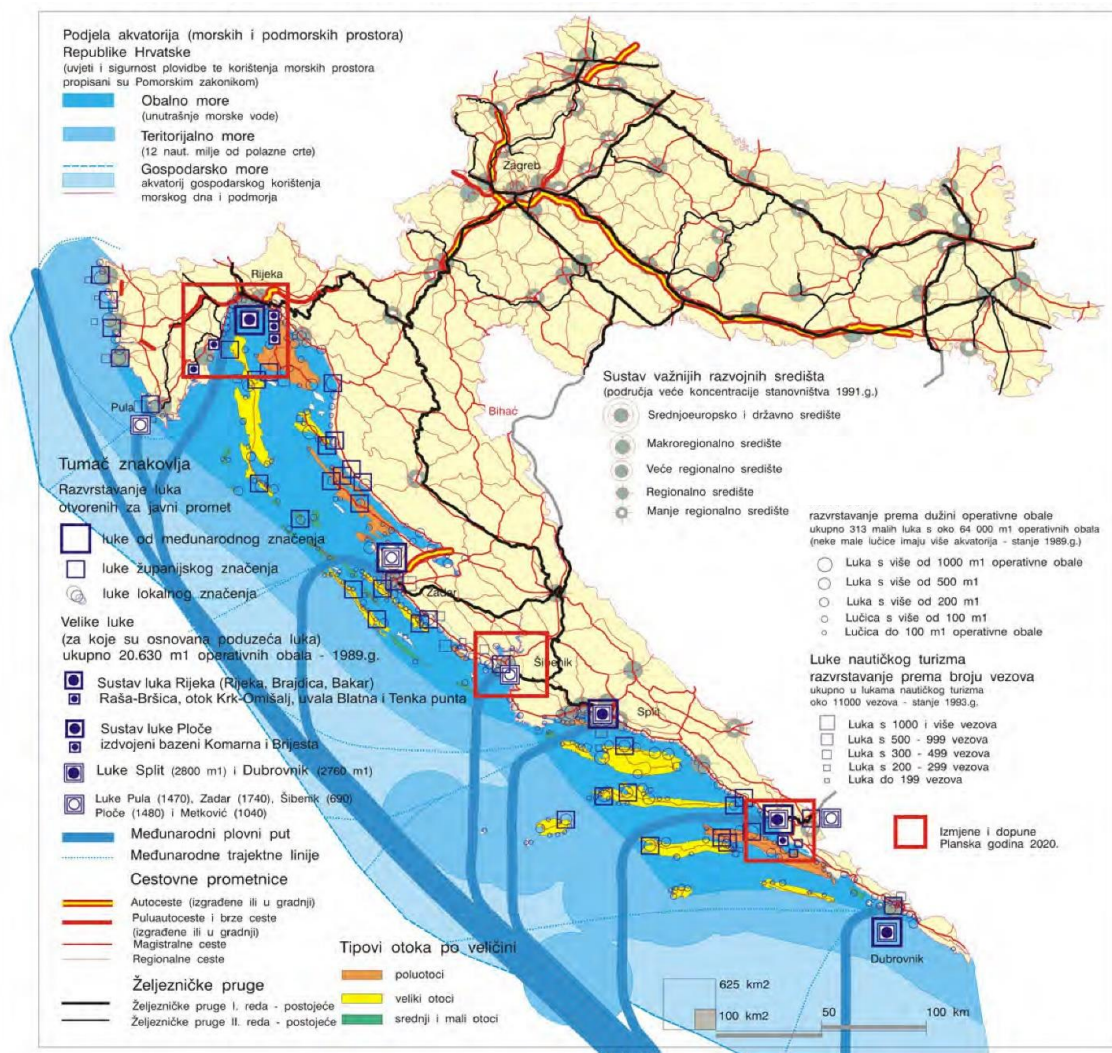 Podjela akvatorija (morskih i podmorskih prostora)
Republike Hrvatske
(uvjeti i sigurnost plovidbe te korištenja morskih prostora
propisani su Pomorskim zakonikom)
Obalno more
(unutrašnje morske vode)
Teritorijalno more
(12 naut. milje od polazne crte)
Gospodarsko more
akvatorij gospodarskog korištenja
morskog dna i podmorja
Zagreb
Rijeka
Pula
Bihać
Zadar
Šibenik
Split
Dubrovnik
Sustav važnijih razvojnih središta
(područja veće koncentracije stanovništva 1991.g.)
Srednjoeuropsko i državno središte
Makroregionalno središte
Veće regionalno središte
Regionalno središte
Manje regionalno središte
Tumač znakovlja
Razvrstavanje luka
otvorenih za javni promet
luke od međunarodnog značenja
luke županijskog značenja
luke lokalnog značenja
Velike luke
(za koje su osnovana poduzeća luka)
ukupno 20.630 m1 operativnih obala - 1989.g.
Sustav luka Rijeka (Rijeka, Brajdica, Bakar)
Raša-Bršica, otok Krk-Omišalj, uvala Blatna i Tenka punta
Sustav luke Ploče
izdvojeni bazeni Komarna i Brijesta
Luke Split (2800 m1) i Dubrovnik (2760 m1)
Luke Pula (1470), Zadar (1740), Šibenik (690)
Ploče (1480) i Metković (1040)
Međunarodni plovni put
Međunarodne trajektne linije
Cestovne prometnice
Autoceste (izgrađene ili u gradnji)
Puluautoceste i brze ceste
(izgrađene ili u gradnji)
Magistralne ceste
Regionalne ceste
Željezničke pruge
Željezničke pruge I. reda - postojeće
Željezničke pruge II. reda - postojeće
Tipovi otoka po veličini
poluotoci
veliki otoci
srednji i mali otoci
razvrstavanje prema dužini operativne obale
ukupno 313 malih luka s oko 64 000 m1 operativnih obala
(neke male lučice imaju više akvatorija - stanje 1989.g.)
Luka s više od 1000 m1 operativne obale
Luka s više od 500 m1
Luka s više od 200 m1
Lučica s više od 100 m1
Lučica do 100 m1 operativne obale
Luke nautičkog turizma
razvrstavanje prema broju vezova
ukupno u lukama nautičkog turizma
oko 11000 vezova - stanje 1993.g.
Luka s 1000 i više vezova
Luka s 500 - 999 vezova
Luka s 300 - 499 vezova
Luka s 200 - 299 vezova
Luka do 199 vezova
Izmjene i dopune
Planska godina 2020.
625 km2
100 km2
50
100 km